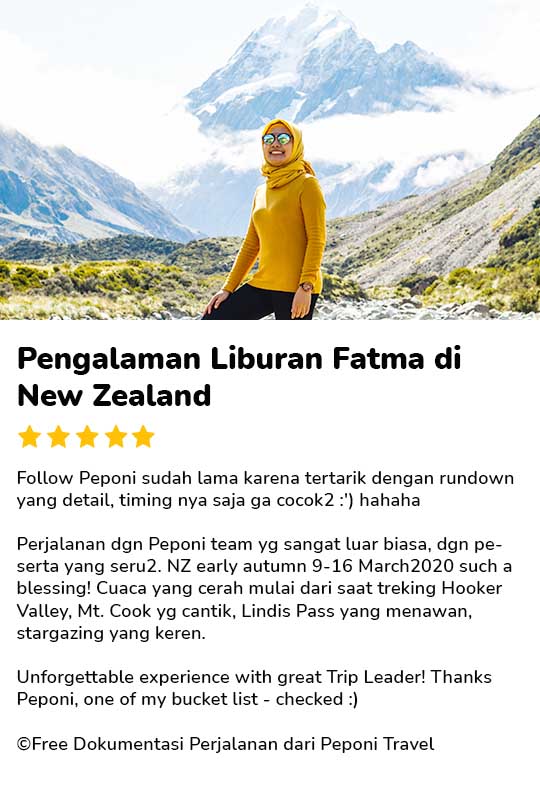 Pengalaman Liburan Fatma di
New Zealand
Follow Peponi sudah lama karena tertarik dengan rundown
yang detail, timing nya saja ga cocok2 :') hahaha
Perjalanan dgn Peponi team yg sangat luar biasa, dgn pe-
serta yang seru2. NZ early autumn 9-16 March2020 such a
blessing! Cuaca yang cerah mulai dari saat treking Hooker
Valley, Mt. Cook yg cantik, Lindis Pass yang menawan,
stargazing yang keren.
Unforgettable experience with great Trip Leader! Thanks
Peponi, one of my bucket list - checked :)
©Free Dokumentasi Perjalanan dari Peponi Travel